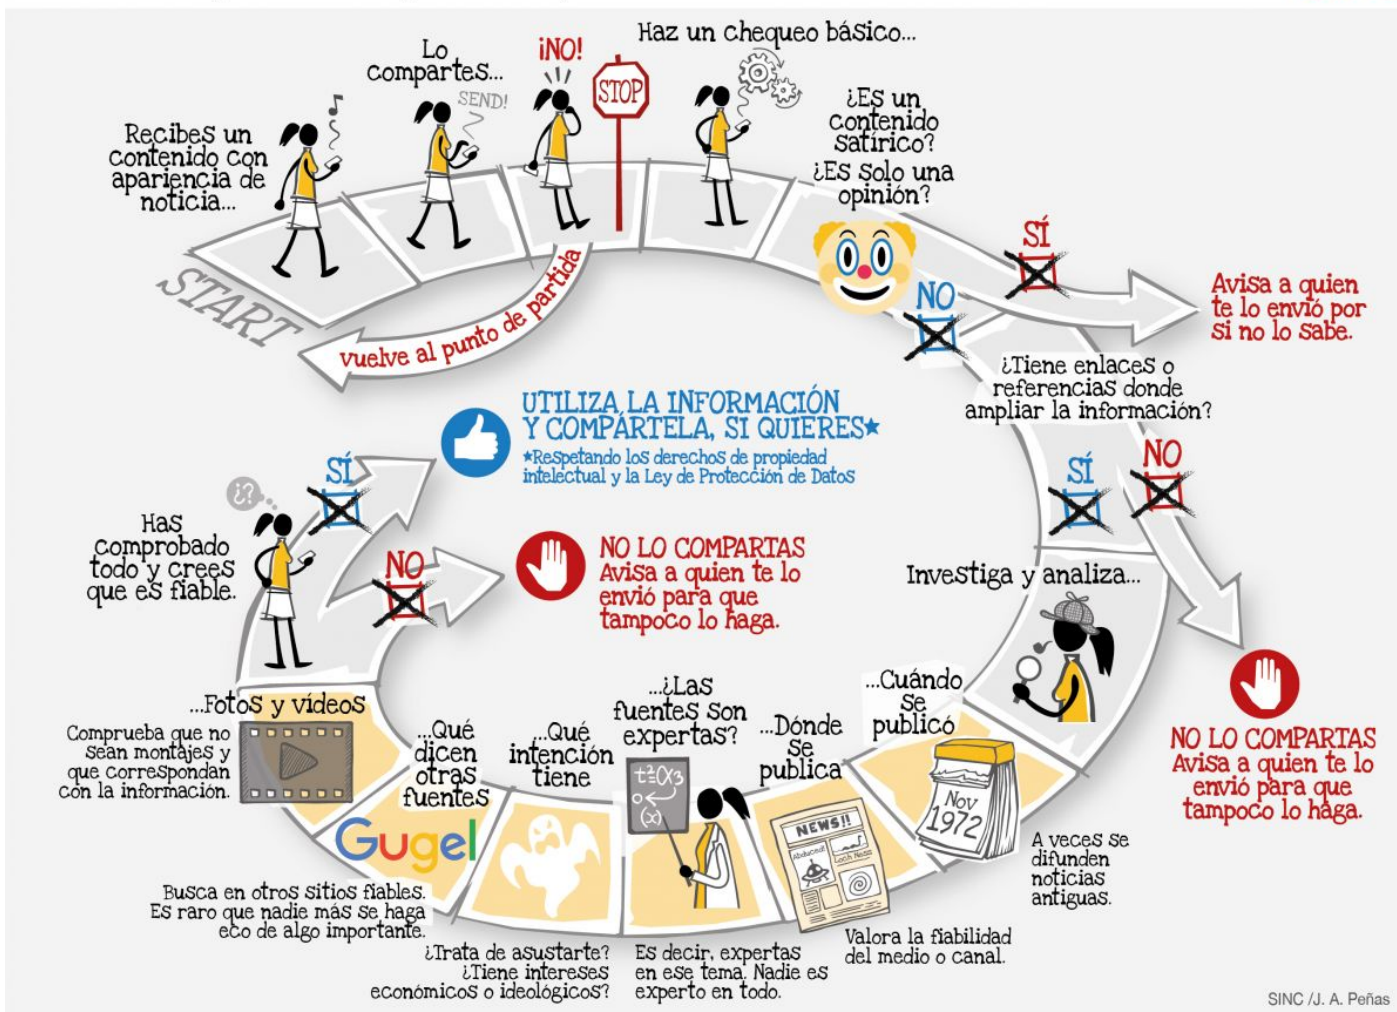 Recibes un
contenido con
apariencia de
noticia...
Lo
compartes...
SEND!
¡NO!
STOP
Haz un chequeo básico...
¿Es un
contenido
satírico?
¿Es solo una
opinión?
SÍ
NO
Avisa a quien
te lo envió por
si no lo sabe.
START
vuelve al punto de partida
¿Tiene enlaces o
referencias donde
ampliar la información?
SÍ
NO
NO LO COMPARTAS
Avisa a quien te lo
envió para que
tampoco lo haga.
Investiga y analiza...
...Cuándo
se
publicó
Nov
1972
A veces se
difunden
noticias
antiguas.
...Dónde
se
publica
NEWS!!
Abduced!
Loch Ness
Valora la fiabilidad
del medio o canal.
...¿Las
fuentes son
expertas?
Es decir, expertas
en ese tema. Nadie es
experto en todo.
...Qué
intención
tiene
¿Trata de asustarte?
¿Tiene intereses
económicos o ideológicos?
...Qué
dicen
otras
fuentes
Gugel
Busca en otros sitios fiables.
Es raro que nadie más se haga
eco de algo importante.
...Fotos y vídeos
Comprueba que no
sean montajes y
que correspondan
con la información.
Has
comprobado
todo y crees
que es fiable.
¿?
SÍ
NO
UTILIZA LA INFORMACIÓN
Y COMPÁRTELA, SI QUIERES★
★Respetando los derechos de propiedad
intelectual y la Ley de Protección de Datos
NO LO COMPARTAS
Avisa a quien te lo
envió para que
tampoco lo haga.
SINC /J. A. Peñas